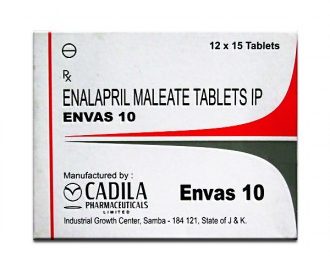 12 x 15 Tablets
Rx
ENALAPRIL MALEATE TABLETS IP
ENVAS 10
Manufactured by :
CADILA
PHARMACEUTICALS
LIMITED
Envas 10
Industrial Growth Center, Samba - 184 121, State of J & K.